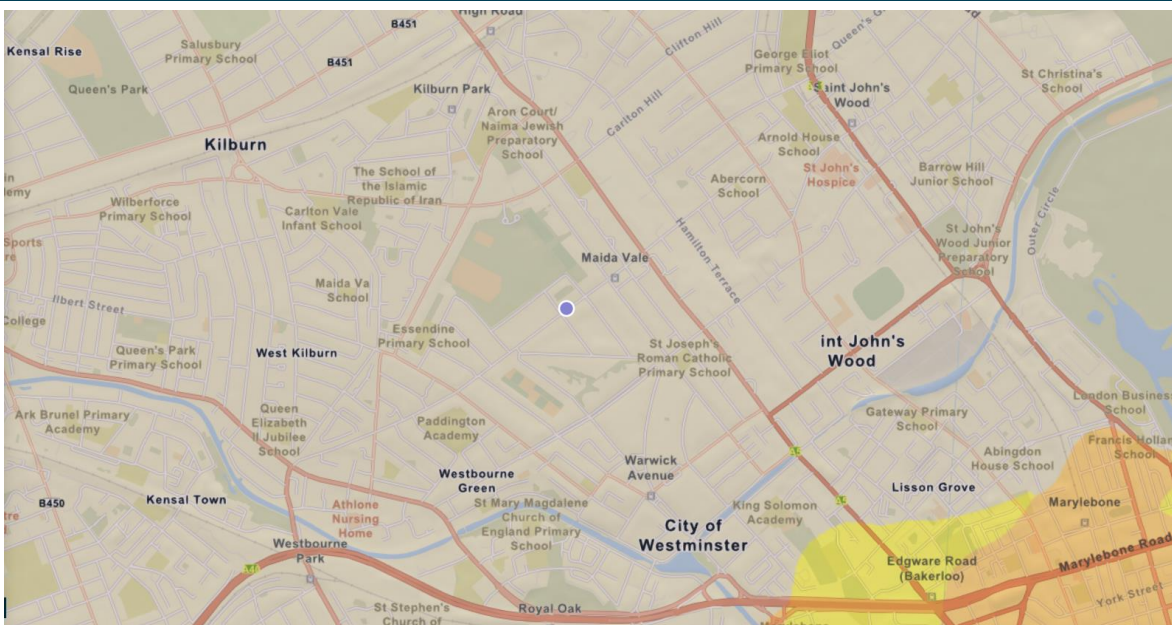 High Road
B451
Clifton Hill
Queen's G
Kensal Rise
Salusbury
Primary School
B451
George Eliot
Primary School
St Christina's
School
Queen's Park
Kilburn Park
Saint John's
Wood
Aron Court/
Naima Jewish
Preparatory
School
Carlton Hill
Kilburn
Arnold House
School
St John's
Hospice
Barrow Hill
Junior School
The School of
the Islamic
Republic of Iran
Abercorn
School
Wilberforce
Primary School
Carlton Vale
Infant School
Outer Circle
Hamilton Terrace
St John's
Wood Junior
Preparatory
School
Sports
re
Maida Vale
Maida Va
School
Ilbert Street
College
Essendine
Primary School
Queen's Park
Primary School
West Kilburn
St Joseph's
Roman Catholic
Primary School
int John's
Wood
London Business
School
Ark Brunel Primary
Academy
Queen
Elizabeth
II Jubilee
School
Paddington
Academy
Gateway Primary
School
Francis Hollan
School
Abingdon
House School
A5
Westbourne
Green
Warwick
Avenue
Lisson Grove
B450
Kensal Town
Athlone
Nursing
Home
St Mary Magdalene
Church of
England Primary
School
King Solomon
Academy
A5
Marylebone
City of
Westminster
Westbourne
Park
Edgware Road
(Bakerloo)
Marylebone Road
A40
York Street
St Stephen's
Church of
Royal Oak